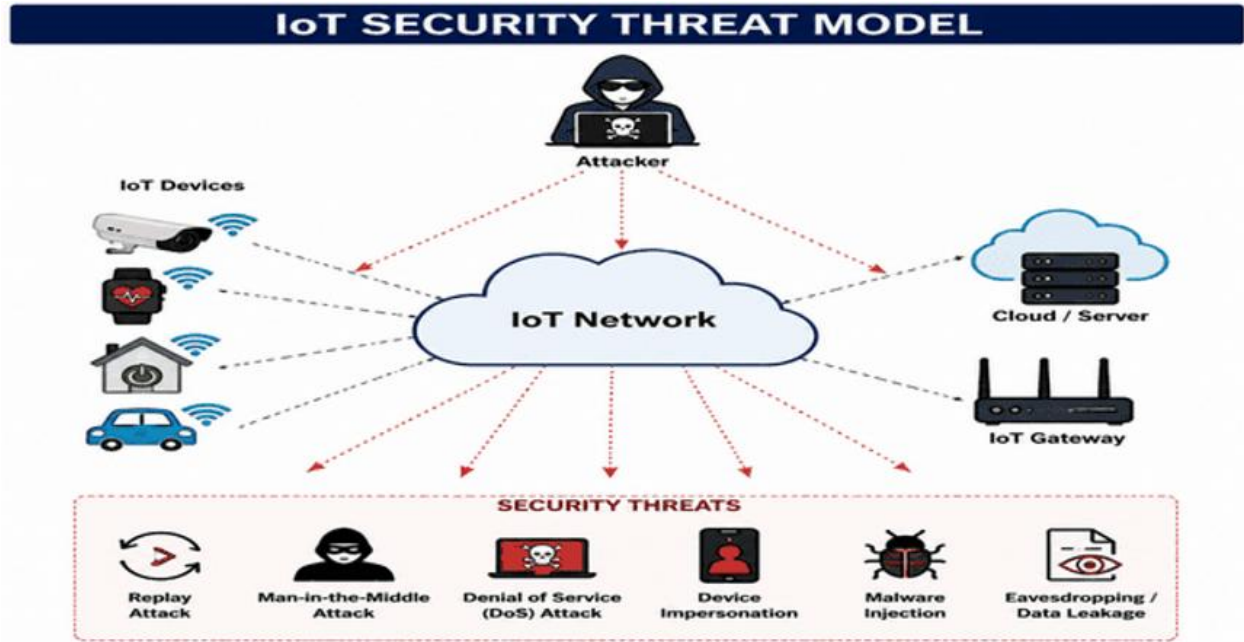 IoT SECURITY THREAT MODEL
Attacker
IoT Devices
IoT Network
Cloud / Server
IoT Gateway
SECURITY THREATS
Replay
Attack
Man-in-the-Middle
Attack
Denial of Service
(DoS) Attack
Device
Impersonation
Malware
Injection
Eavesdropping /
Data Leakage